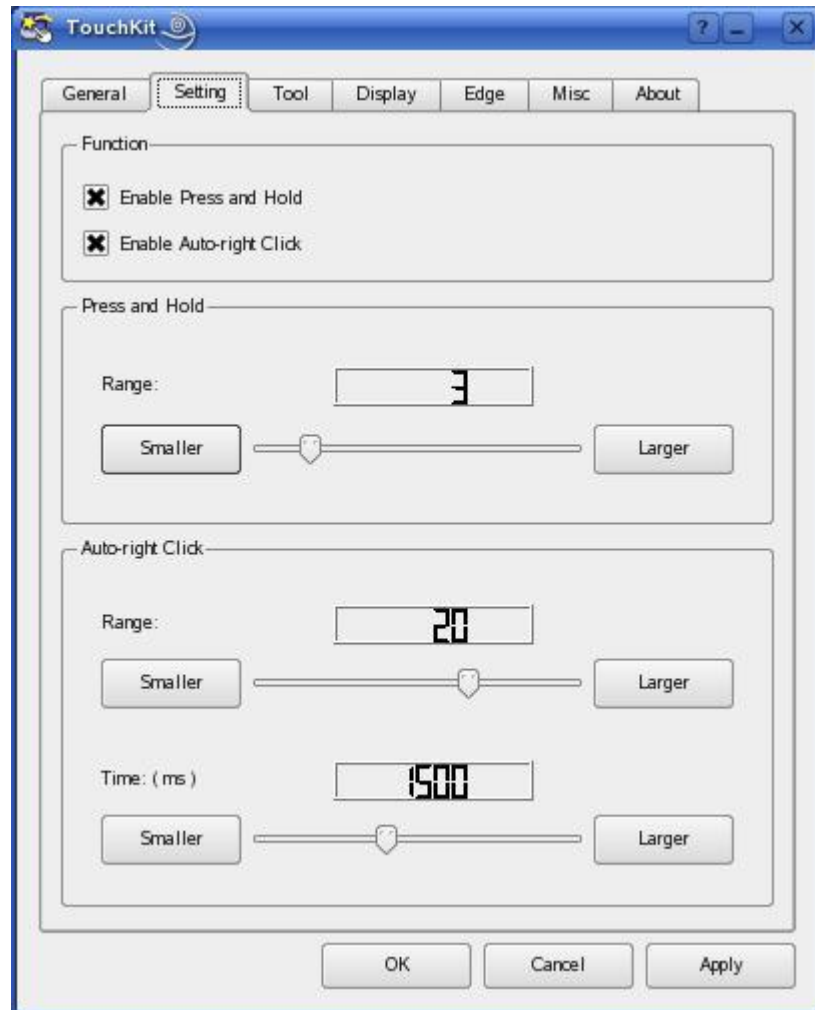 TouchKit
General Setting Tool Display Edge Misc About
Function
Enable Press and Hold
Enable Auto-right Click
Press and Hold
Range: 3
Smaller Larger
Auto-right Click
Range: 20
Smaller Larger
Time: ( ms ) 1500
Smaller Larger
OK Cancel Apply